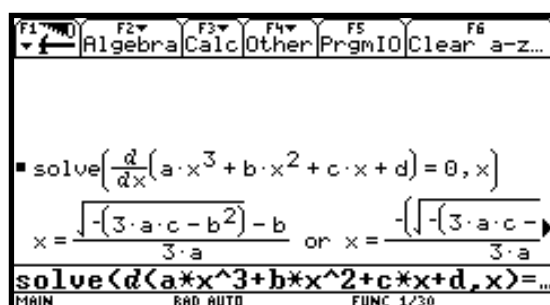 F1 F2 Algebra F3 Calc F4 Other F5 PrgmIO F6 Clear a-z…
solve(d/dx(a·x^3 + b·x^2 + c·x + d) = 0, x)
x = (√(-(3·a·c - b^2)) - b)/(3·a) or x = (-(√(-(3·a·c -)/(3·a
solve(d(a*x^3+b*x^2+c*x+d,x)=…
MAIN RAD AUTO FUNC 1/30